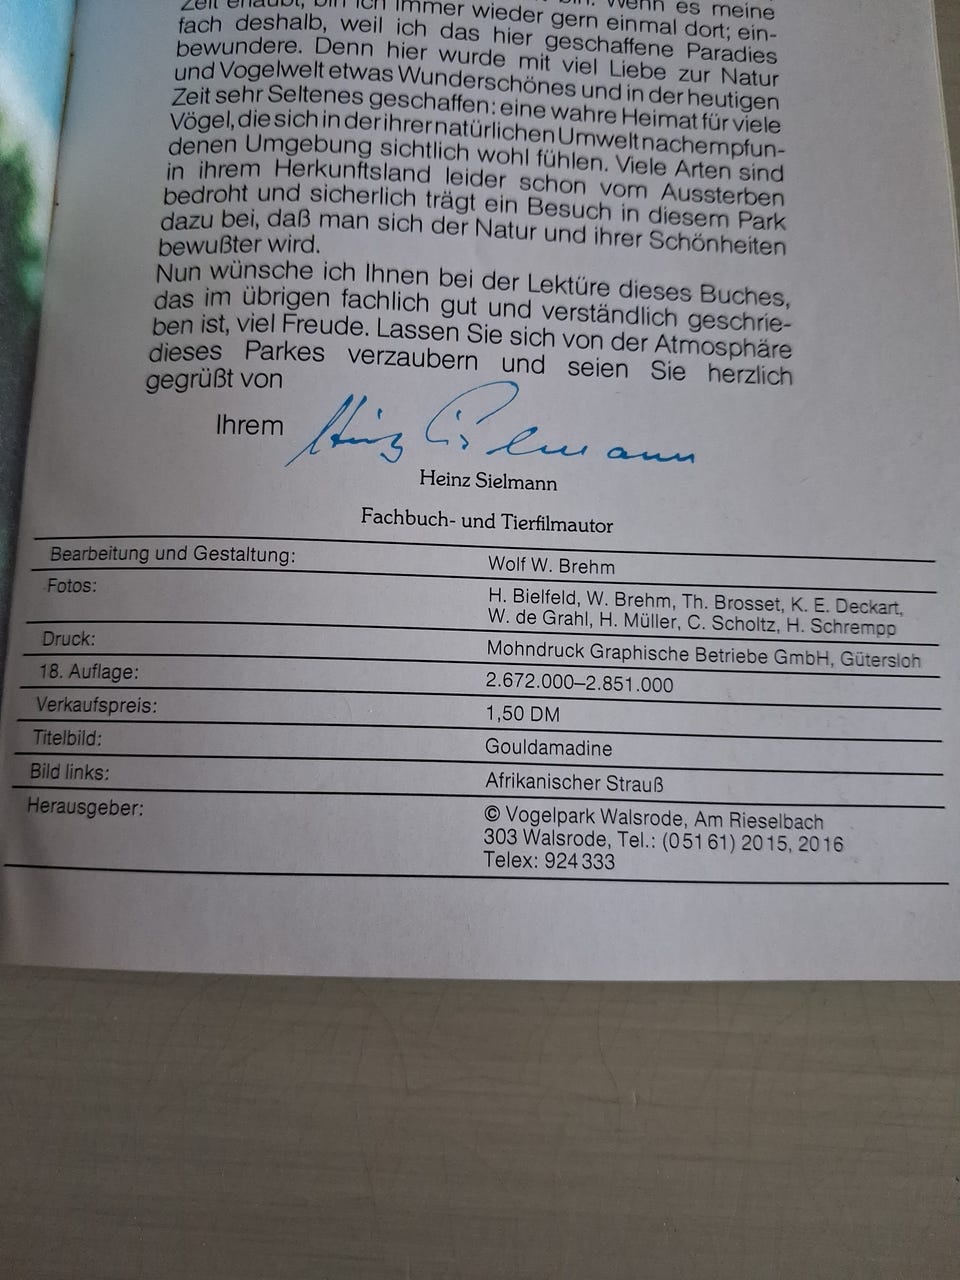 Zeit erlaubt, bin ich immer wieder gern einmal dort; ein-
fach deshalb, weil ich das hier geschaffene Paradies
bewundere. Denn hier wurde mit viel Liebe zur Natur
und Vogelwelt etwas Wunderschönes und in der heutigen
Zeit sehr Seltenes geschaffen: eine wahre Heimat für viele
Vögel, die sich in der ihrer natürlichen Umwelt nachempfun-
denen Umgebung sichtlich wohl fühlen. Viele Arten sind
in ihrem Herkunftsland leider schon vom Aussterben
bedroht und sicherlich trägt ein Besuch in diesem Park
dazu bei, daß man sich der Natur und ihrer Schönheiten
bewußter wird.
Nun wünsche ich Ihnen bei der Lektüre dieses Buches,
das im übrigen fachlich gut und verständlich geschrie-
ben ist, viel Freude. Lassen Sie sich von der Atmosphäre
dieses Parkes verzaubern und seien Sie herzlich
gegrüßt von
Ihrem Heinz Sielmann
Heinz Sielmann
Fachbuch- und Tierfilmautor
Bearbeitung und Gestaltung: Wolf W. Brehm
Fotos: H. Bielfeld, W. Brehm, Th. Brosset, K. E. Deckart,
W. de Grahl, H. Müller, C. Scholtz, H. Schrempp
Druck: Mohndruck Graphische Betriebe GmbH, Gütersloh
18. Auflage: 2.672.000–2.851.000
Verkaufspreis: 1,50 DM
Titelbild: Gouldamadine
Bild links: Afrikanischer Strauß
Herausgeber: © Vogelpark Walsrode, Am Rieselbach
303 Walsrode, Tel.: (0 51 61) 20 15, 20 16
Telex: 924 333